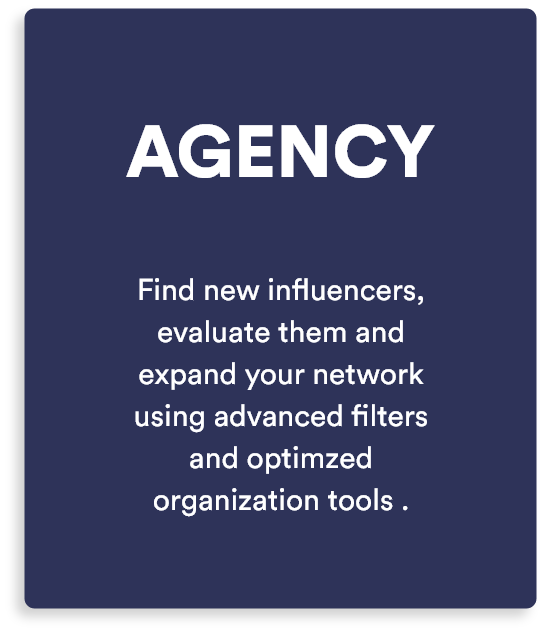 AGENCY
Find new influencers,
evaluate them and
expand your network
using advanced filters
and optimzed
organization tools .